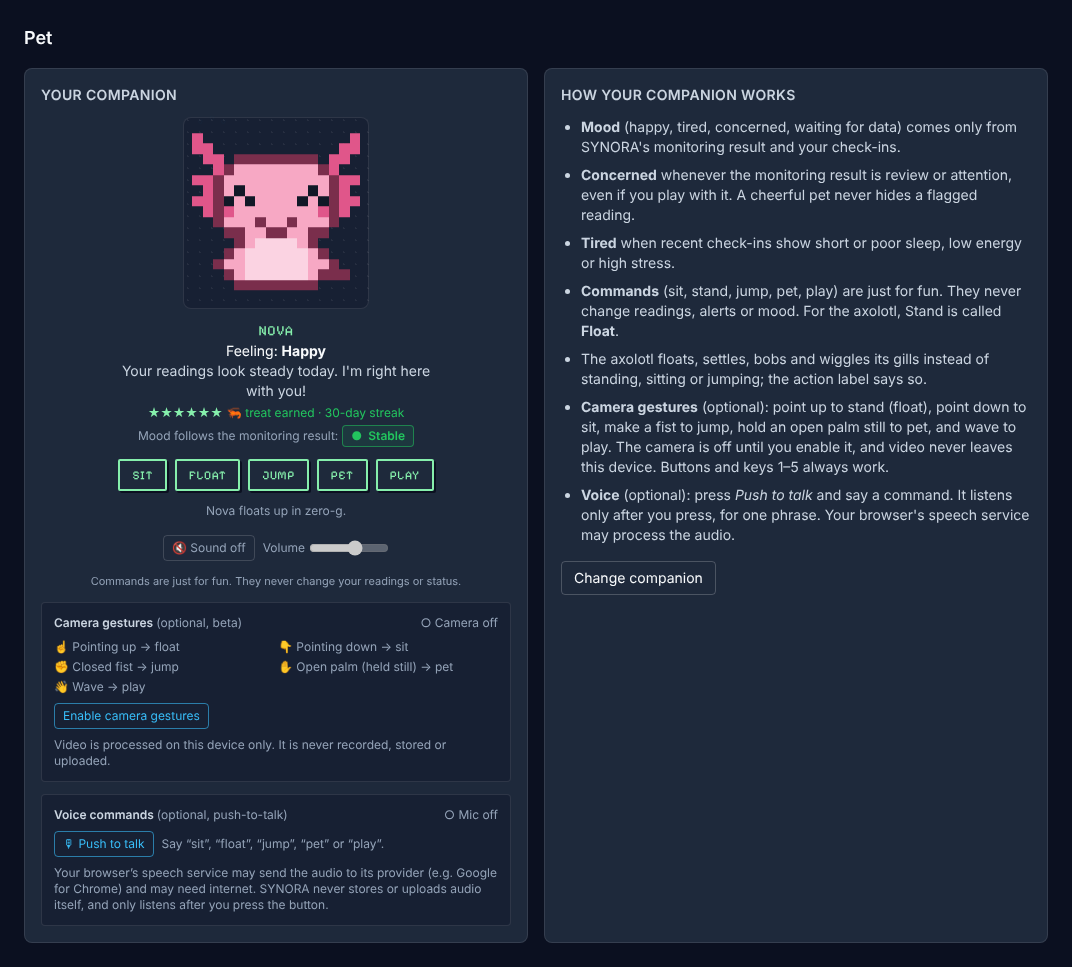 Pet
YOUR COMPANION
NOVA
Feeling: Happy
Your readings look steady today. I'm right here
with you!
★★★★★★ 🦐 treat earned · 30-day streak
Mood follows the monitoring result: ● Stable
SIT FLOAT JUMP PET PLAY
Nova floats up in zero-g.
🔇 Sound off Volume
Commands are just for fun. They never change your readings or status.
Camera gestures (optional, beta) ○ Camera off
☝️ Pointing up → float 👇 Pointing down → sit
✊ Closed fist → jump ✋ Open palm (held still) → pet
👋 Wave → play
Enable camera gestures
Video is processed on this device only. It is never recorded, stored or
uploaded.
Voice commands (optional, push-to-talk) ○ Mic off
🎙 Push to talk Say “sit”, “float”, “jump”, “pet” or “play”.
Your browser’s speech service may send the audio to its provider (e.g. Google
for Chrome) and may need internet. SYNORA never stores or uploads audio
itself, and only listens after you press the button.
HOW YOUR COMPANION WORKS
• Mood (happy, tired, concerned, waiting for data) comes only from
SYNORA's monitoring result and your check-ins.
• Concerned whenever the monitoring result is review or attention,
even if you play with it. A cheerful pet never hides a flagged
reading.
• Tired when recent check-ins show short or poor sleep, low energy
or high stress.
• Commands (sit, stand, jump, pet, play) are just for fun. They never
change readings, alerts or mood. For the axolotl, Stand is called
Float.
• The axolotl floats, settles, bobs and wiggles its gills instead of
standing, sitting or jumping; the action label says so.
• Camera gestures (optional): point up to stand (float), point down to
sit, make a fist to jump, hold an open palm still to pet, and wave to
play. The camera is off until you enable it, and video never leaves
this device. Buttons and keys 1–5 always work.
• Voice (optional): press Push to talk and say a command. It listens
only after you press, for one phrase. Your browser's speech service
may process the audio.
Change companion